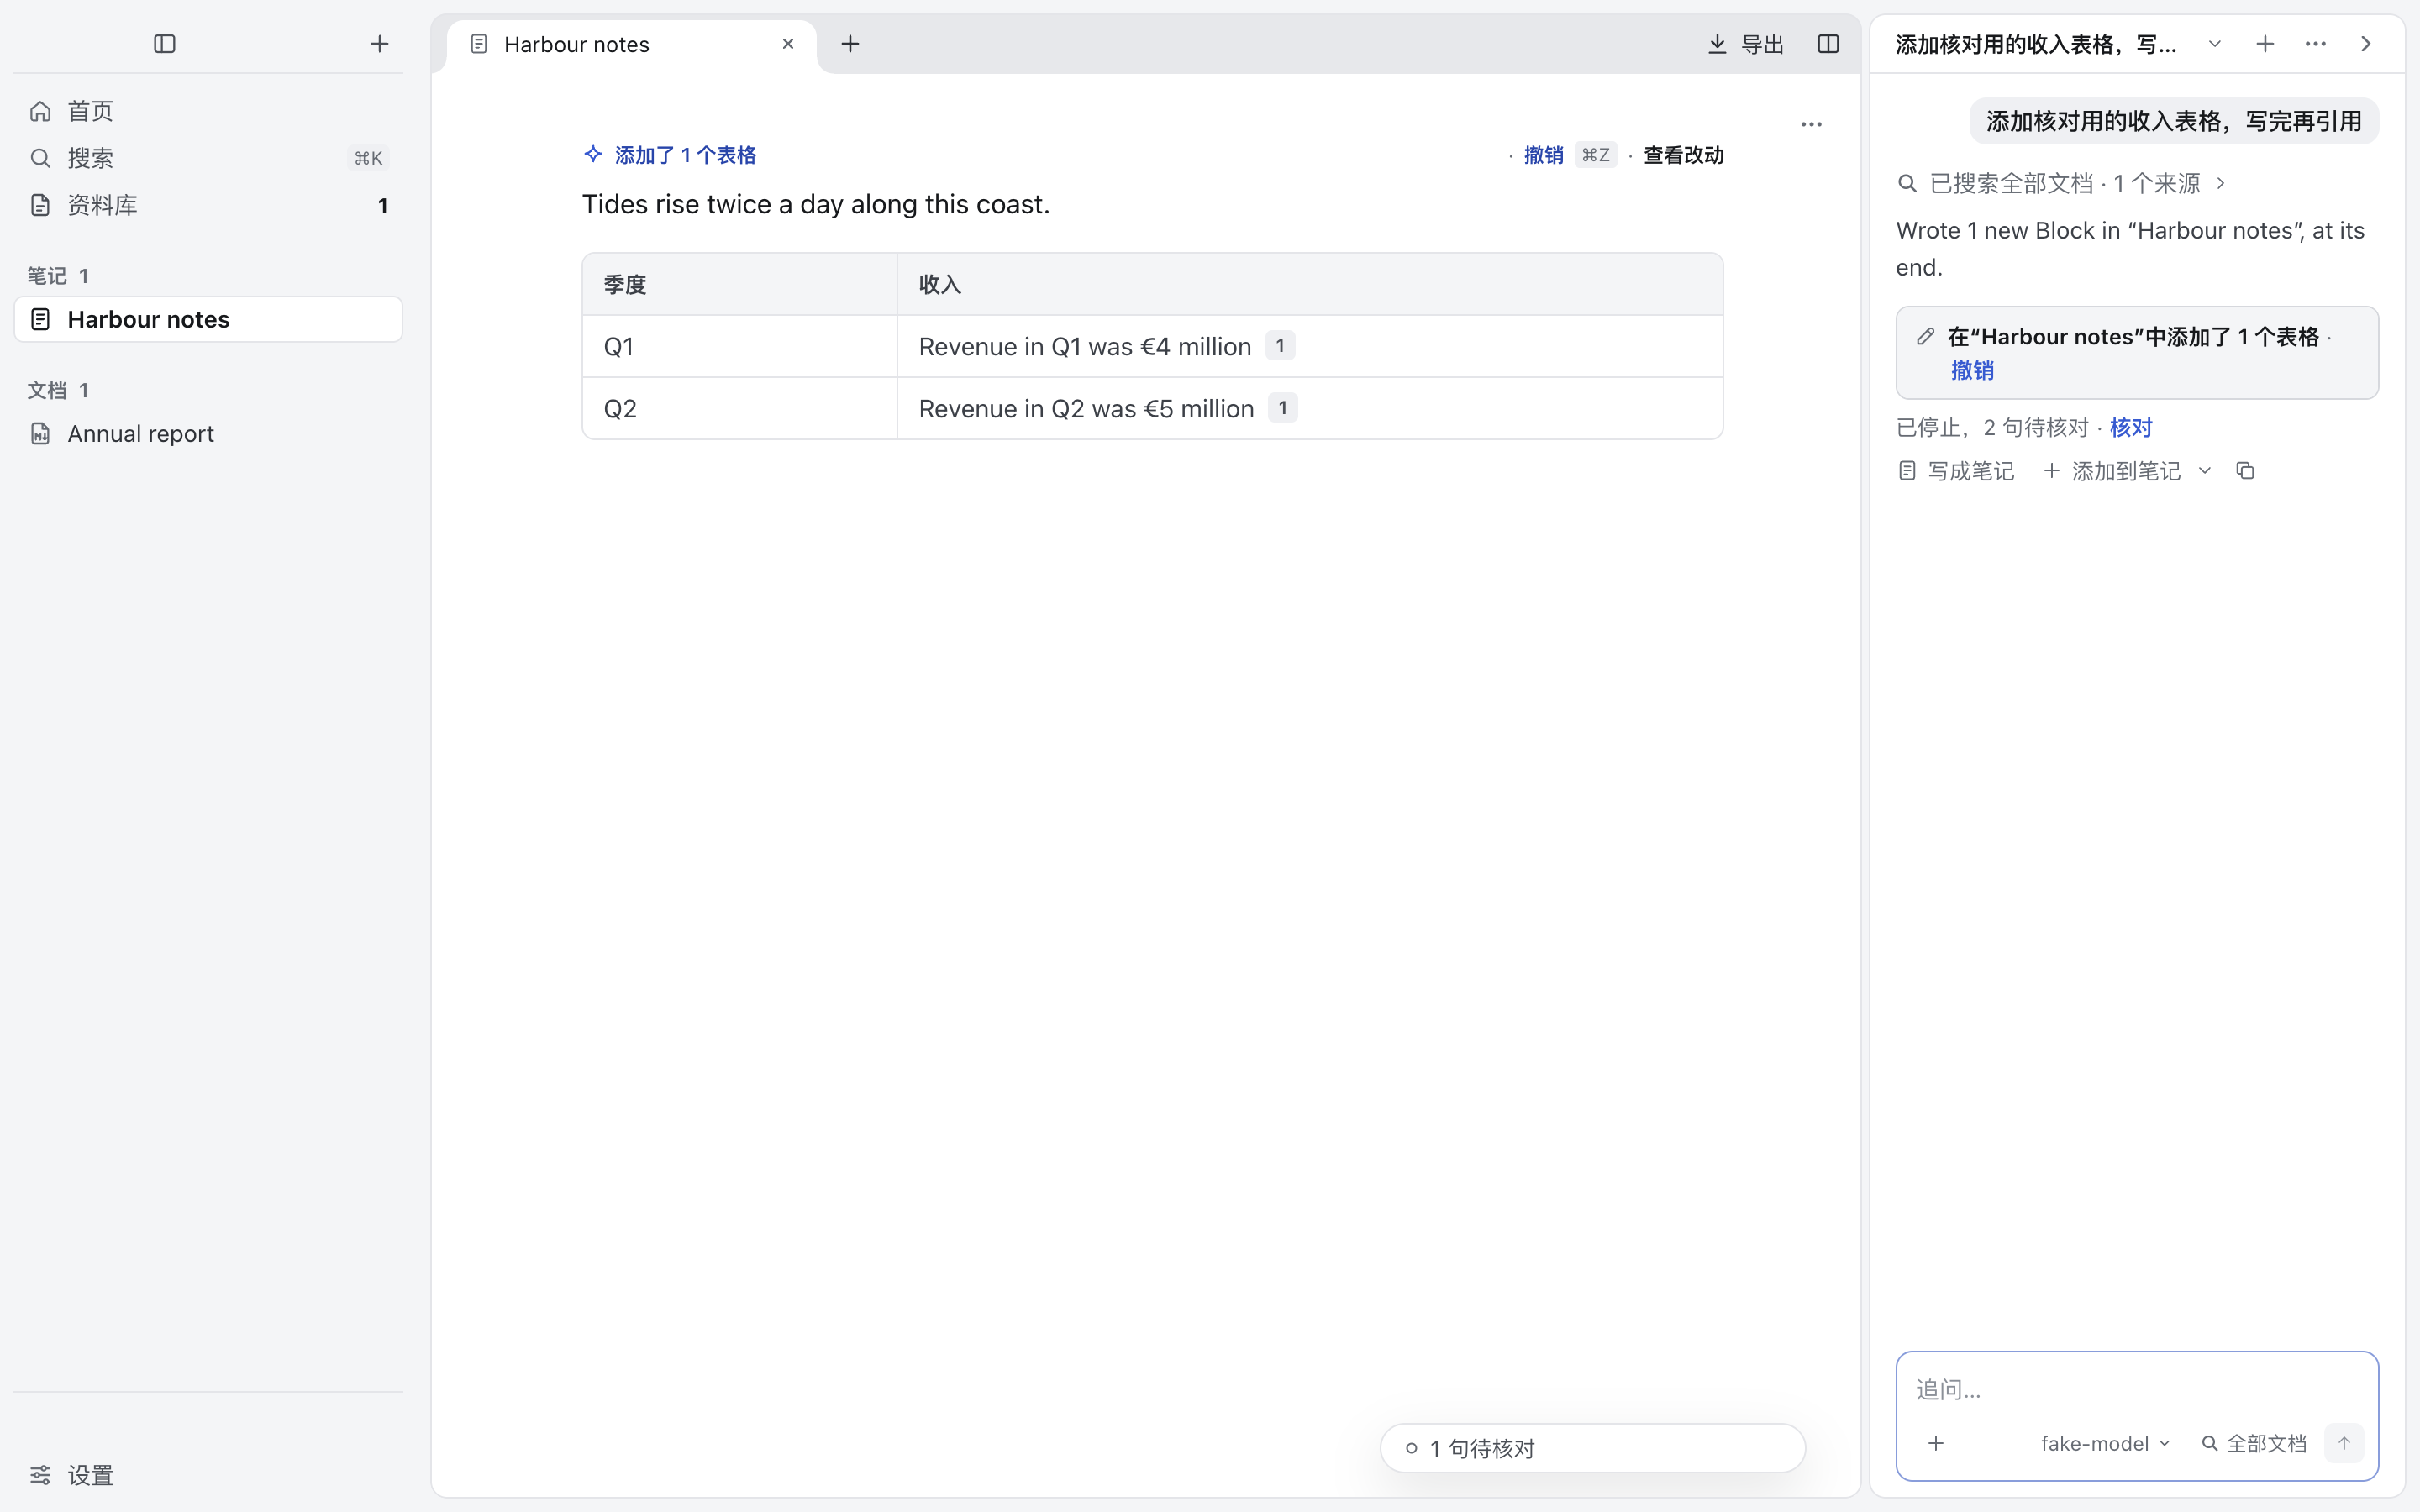 首页
搜索 ⌘K
资料库 1
笔记 1
Harbour notes
文档 1
Annual report
设置
Harbour notes
导出
添加了 1 个表格 · 撤销 ⌘Z · 查看改动
Tides rise twice a day along this coast.
季度 收入
Q1 Revenue in Q1 was €4 million 1
Q2 Revenue in Q2 was €5 million 1
1 句待核对
添加核对用的收入表格，写...
添加核对用的收入表格，写完再引用
已搜索全部文档 · 1 个来源
Wrote 1 new Block in “Harbour notes”, at its
end.
在“Harbour notes”中添加了 1 个表格 ·
撤销
已停止，2 句待核对 · 核对
写成笔记 添加到笔记
追问...
fake-model 全部文档